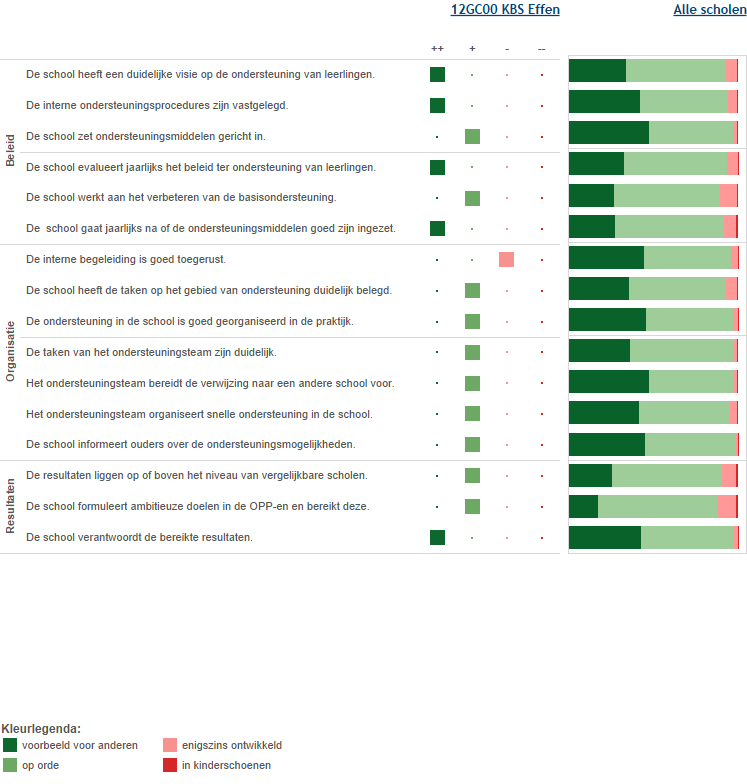 12GC00 KBS Effen Alle scholen
++ + - --
Beleid
De school heeft een duidelijke visie op de ondersteuning van leerlingen.
De interne ondersteuningsprocedures zijn vastgelegd.
De school zet ondersteuningsmiddelen gericht in.
De school evalueert jaarlijks het beleid ter ondersteuning van leerlingen.
De school werkt aan het verbeteren van de basisondersteuning.
De  school gaat jaarlijks na of de ondersteuningsmiddelen goed zijn ingezet.
Organisatie
De interne begeleiding is goed toegerust.
De school heeft de taken op het gebied van ondersteuning duidelijk belegd.
De ondersteuning in de school is goed georganiseerd in de praktijk.
De taken van het ondersteuningsteam zijn duidelijk.
Het ondersteuningsteam bereidt de verwijzing naar een andere school voor.
Het ondersteuningsteam organiseert snelle ondersteuning in de school.
De school informeert ouders over de ondersteuningsmogelijkheden.
Resultaten
De resultaten liggen op of boven het niveau van vergelijkbare scholen.
De school formuleert ambitieuze doelen in de OPP-en en bereikt deze.
De school verantwoordt de bereikte resultaten.
Kleurlegenda:
voorbeeld voor anderen enigszins ontwikkeld
op orde in kinderschoenen